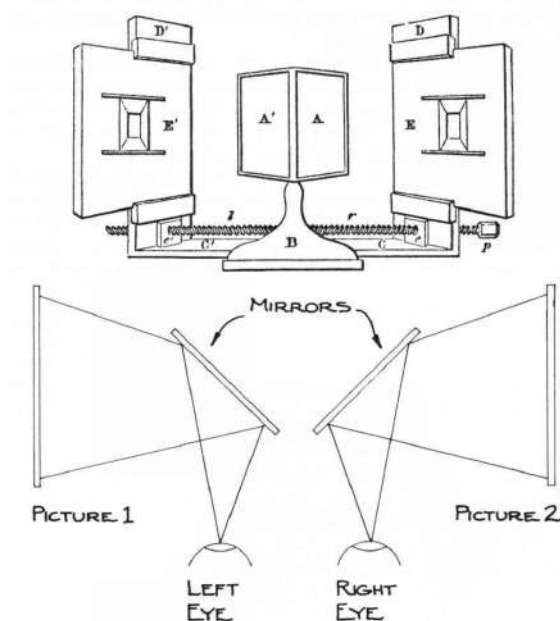 D'
D
E'
A'
A
E
l
r
e'
C'
B
C
e
p
MIRRORS
PICTURE 1
PICTURE 2
LEFT
EYE
RIGHT
EYE